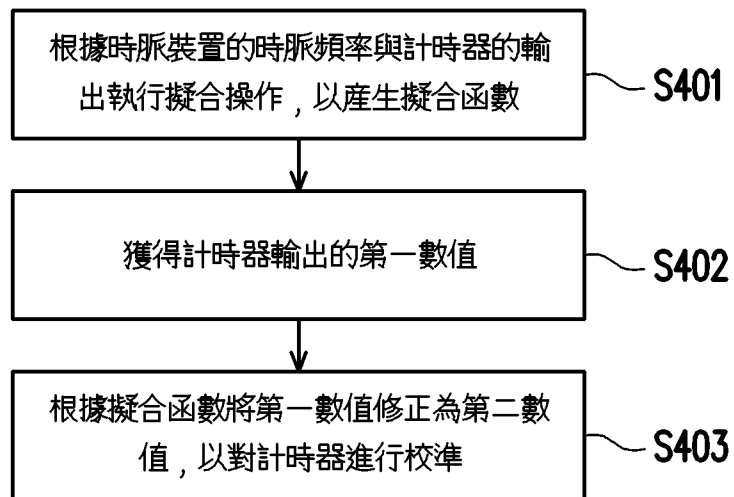 根據時脈裝置的時脈頻率與計時器的輸
出執行擬合操作，以產生擬合函數
S401
獲得計時器輸出的第一數值
S402
根據擬合函數將第一數值修正為第二數
值，以對計時器進行校準
S403